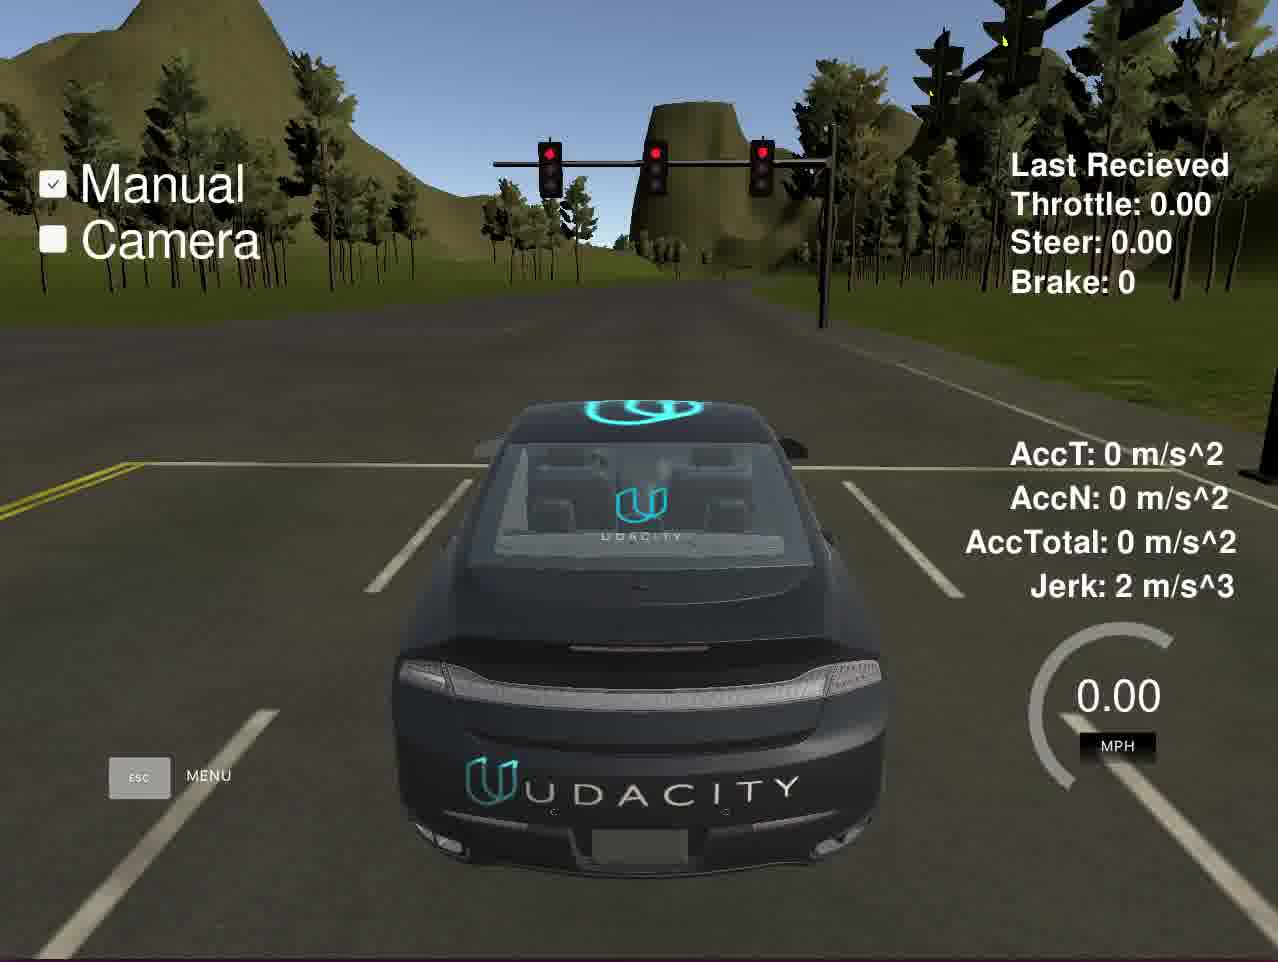 Manual
Camera
Last Recieved
Throttle: 0.00
Steer: 0.00
Brake: 0
UDACITY
AccT: 0 m/s^2
AccN: 0 m/s^2
AccTotal: 0 m/s^2
Jerk: 2 m/s^3
0.00
MPH
ESC
MENU
UDACITY